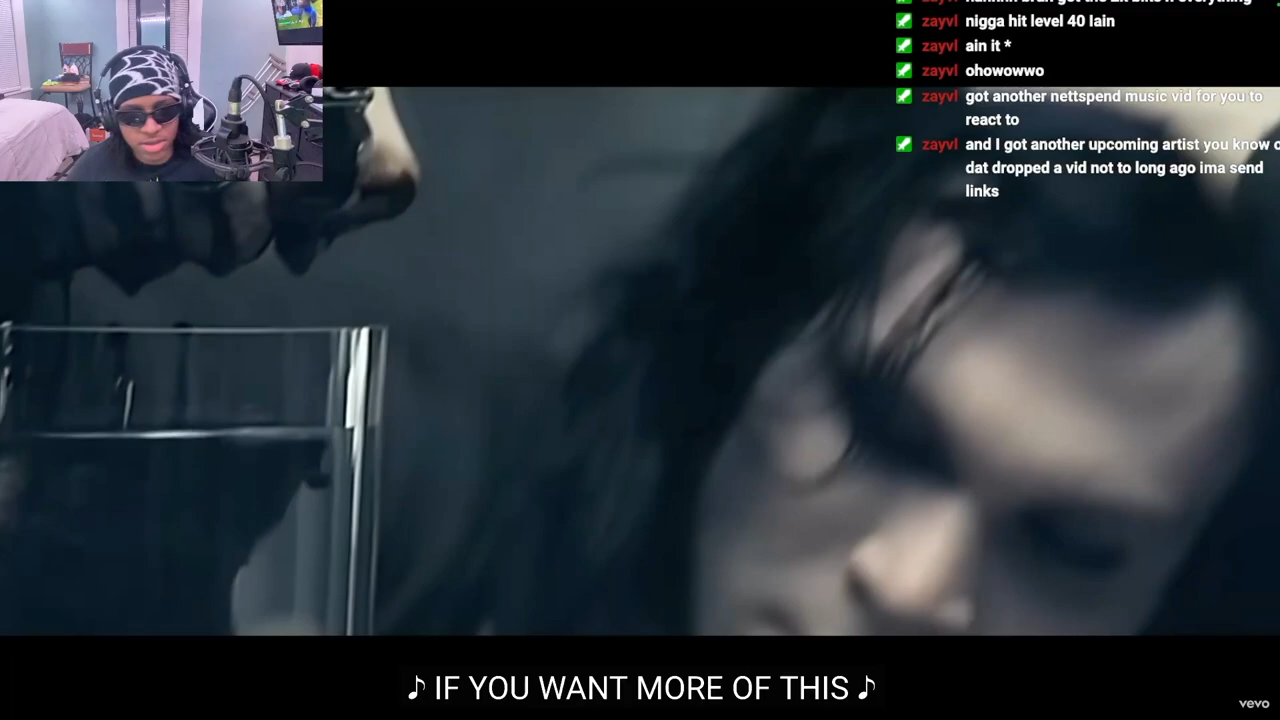 zayvl nigga hit level 40 Iain
zayvl ain it *
zayvl ohowowwo
zayvl got another nettspend music vid for you to
react to
zayvl and I got another upcoming artist you know
dat dropped a vid not to long ago ima send
links
♪ IF YOU WANT MORE OF THIS ♪
vevo